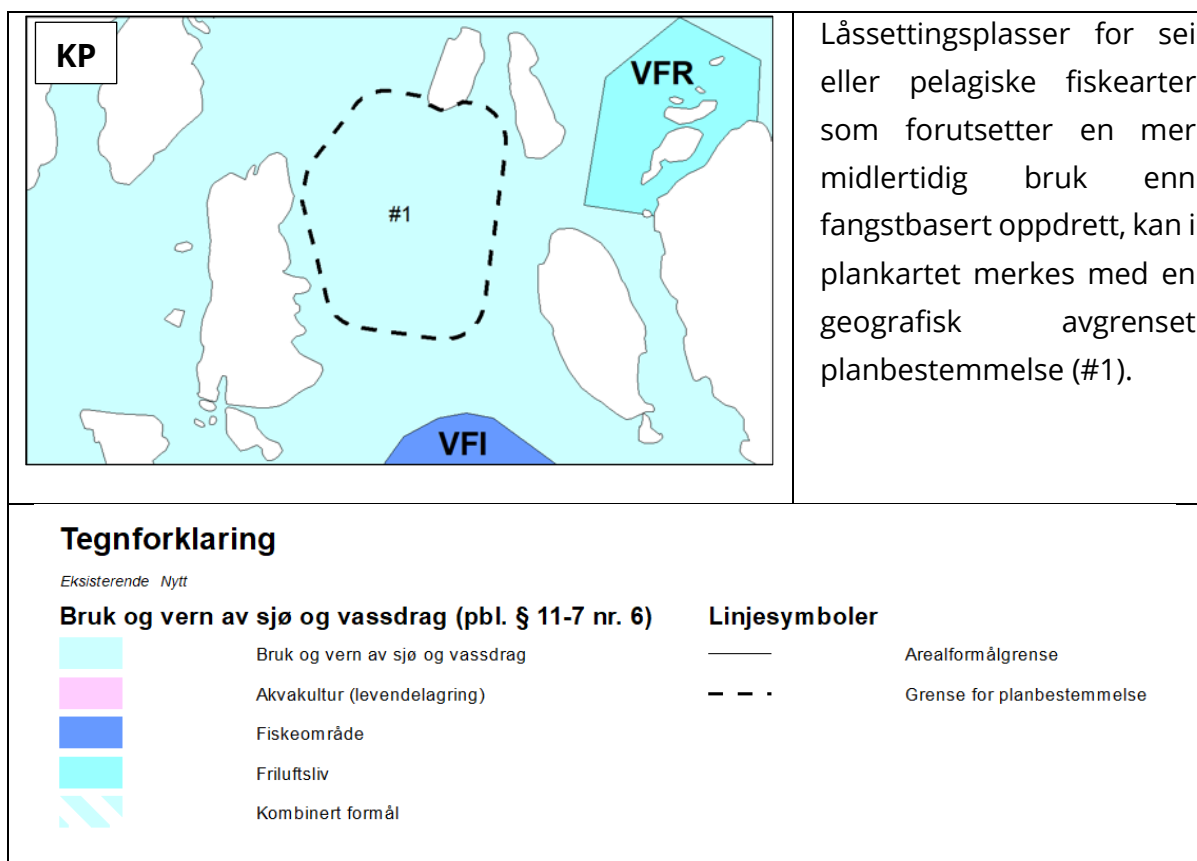 KP
VFR
#1
VFI
Låssettingsplasser for sei
eller pelagiske fiskearter
som forutsetter en mer
midlertidig bruk enn
fangstbasert oppdrett, kan i
plankartet merkes med en
geografisk avgrenset
planbestemmelse (#1).
Tegnforklaring
Eksisterende Nytt
Bruk og vern av sjø og vassdrag (pbl. § 11-7 nr. 6)
Bruk og vern av sjø og vassdrag
Akvakultur (levendelagring)
Fiskeområde
Friluftsliv
Kombinert formål
Linjesymboler
Arealformålgrense
Grense for planbestemmelse